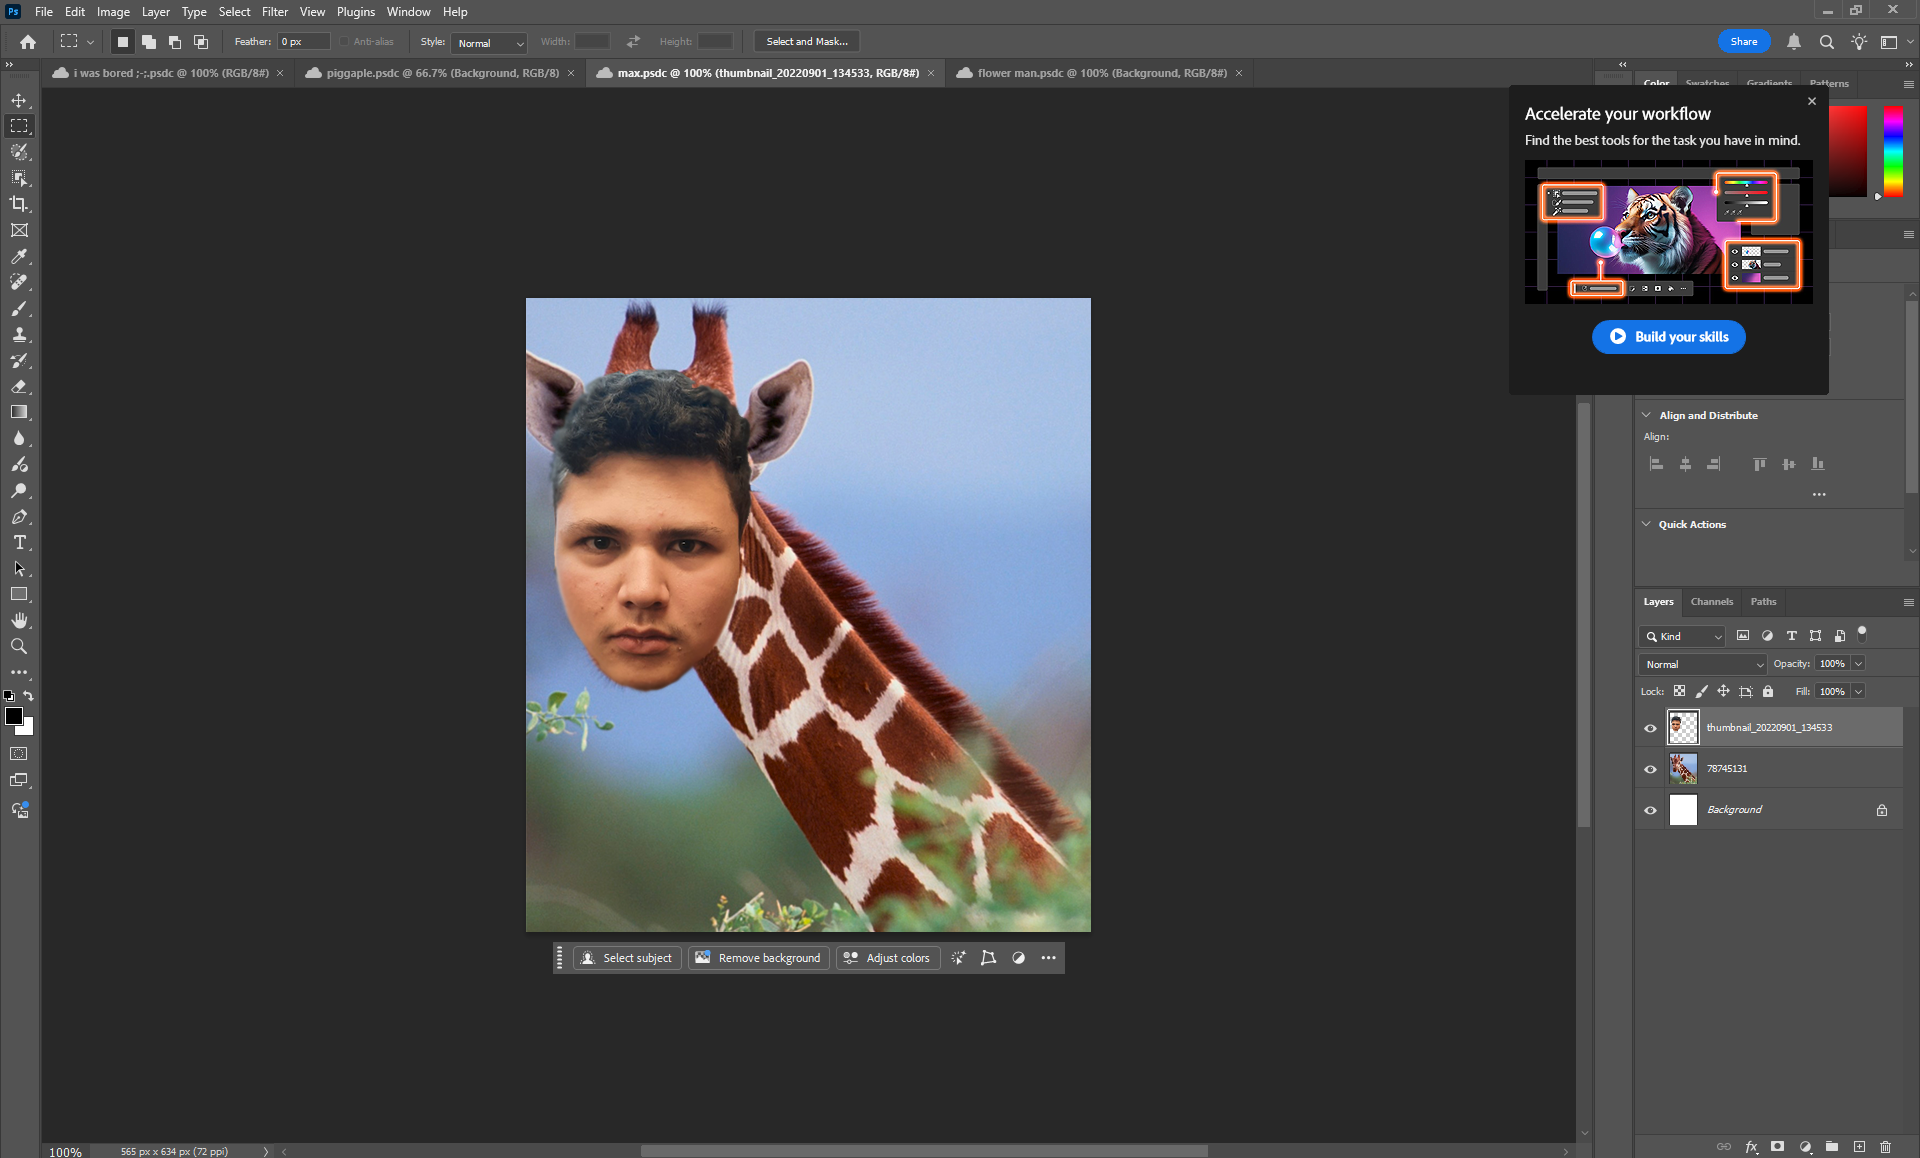 Ps File Edit Image Layer Type Select Filter View Plugins Window Help
Feather: 0 px Anti-alias Style: Normal Width: Height: Select and Mask... Share
i was bored ;-;.psdc @ 100% (RGB/8#) × piggaple.psdc @ 66.7% (Background, RGB/8) × max.psdc @ 100% (thumbnail_20220901_134533, RGB/8#) × flower man.psdc @ 100% (Background, RGB/8#) ×
Color Swatches Gradients Patterns
Accelerate your workflow
Find the best tools for the task you have in mind.
Build your skills
Align and Distribute
Align:
Quick Actions
Layers Channels Paths
Kind
Normal Opacity: 100%
Lock: Fill: 100%
thumbnail_20220901_134533
78745131
Background
Select subject Remove background Adjust colors
100% 565 px x 634 px (72 ppi)